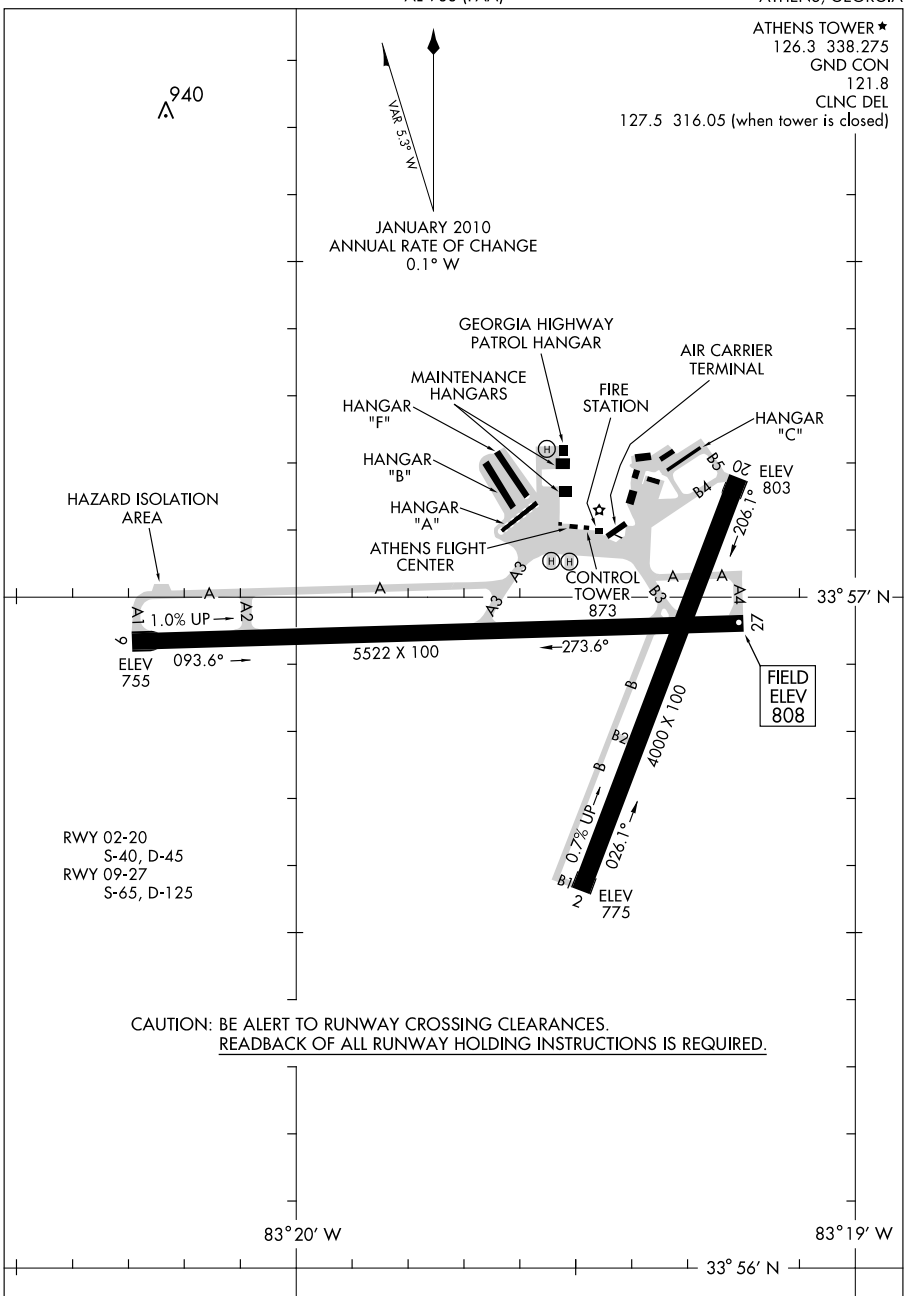 ATHENS, GEORGIA
ATHENS TOWER
126.3 338.275
GND CON
121.8
CLNC DEL
127.5 316.05 (when tower is closed)
940
VAR 5.3° W
JANUARY 2010
ANNUAL RATE OF CHANGE
0.1° W
GEORGIA HIGHWAY
PATROL HANGAR
AIR CARRIER
TERMINAL
MAINTENANCE
HANGARS
FIRE
STATION
HANGAR
"F"
HANGAR
"C"
HANGAR
"B"
HANGAR
"A"
H
B5
B4
20
ELEV
803
206.1°
HAZARD ISOLATION
AREA
ATHENS FLIGHT
CENTER
H
H
CONTROL
TOWER
873
A
A
A3
A3
B3
A
A
A4
33°57' N
A1
1.0% UP
A2
9
ELEV
755
093.6°
5522 X 100
273.6°
27
FIELD
ELEV
808
B
B2
B
4000 X 100
0.7% UP
026.1°
B1
2
ELEV
775
RWY 02-20
S-40, D-45
RWY 09-27
S-65, D-125
CAUTION: BE ALERT TO RUNWAY CROSSING CLEARANCES.
READBACK OF ALL RUNWAY HOLDING INSTRUCTIONS IS REQUIRED.
83°20' W
83°19' W
33°56' N